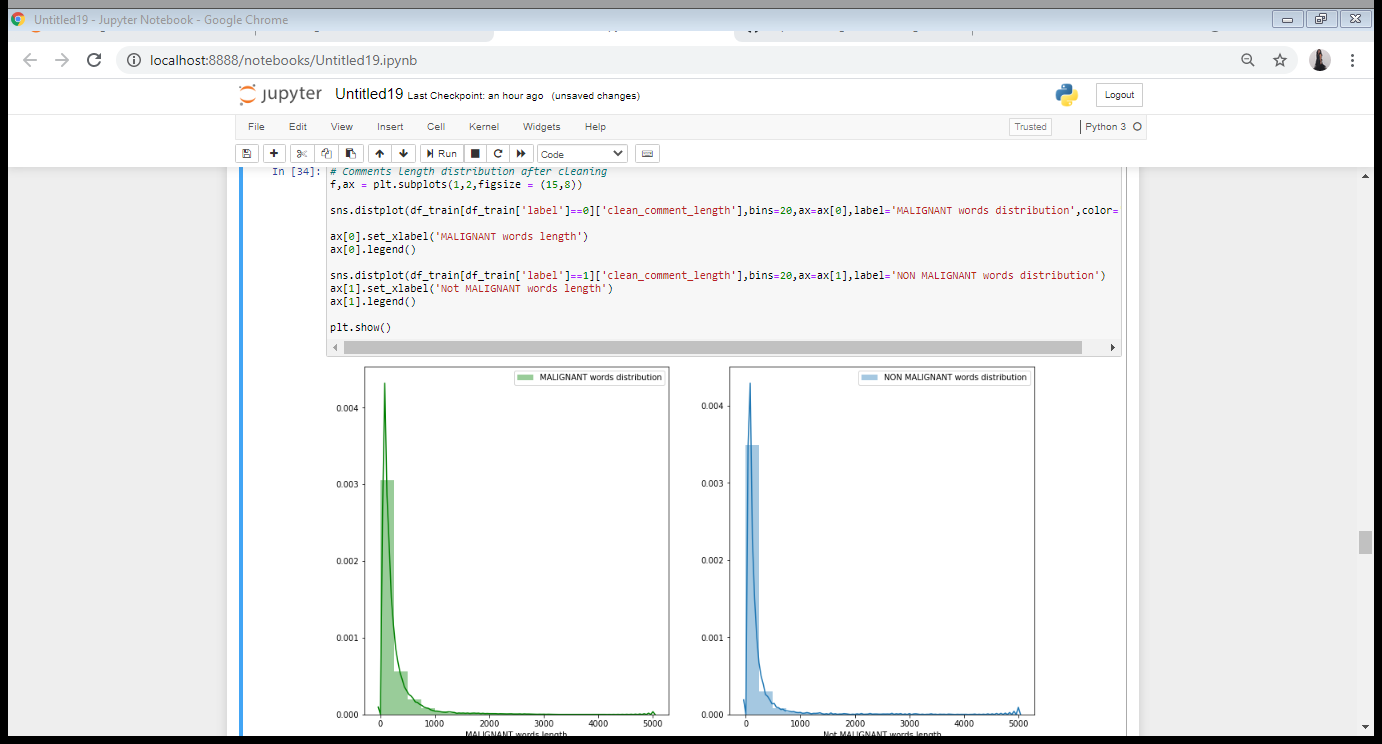 Untitled19 - Jupyter Notebook - Google Chrome
localhost:8888/notebooks/Untitled19.ipynb
jupyter Untitled19 Last Checkpoint: an hour ago (unsaved changes)
Logout
File Edit View Insert Cell Kernel Widgets Help
Trusted
Python 3
Run
Code
In [34]:
# Comments length distribution after cleaning
f,ax = plt.subplots(1,2,figsize = (15,8))
sns.distplot(df_train[df_train['label']==0]['clean_comment_length'],bins=20,ax=ax[0],label='MALIGNANT words distribution',color=
ax[0].set_xlabel('MALIGNANT words length')
ax[0].legend()
sns.distplot(df_train[df_train['label']==1]['clean_comment_length'],bins=20,ax=ax[1],label='NON MALIGNANT words distribution')
ax[1].set_xlabel('Not MALIGNANT words length')
ax[1].legend()
plt.show()
MALIGNANT words distribution
0.004
0.003
0.002
0.001
0.000
0 1000 2000 3000 4000 5000
MALIGNANT words length
NON MALIGNANT words distribution
0.004
0.003
0.002
0.001
0.000
0 1000 2000 3000 4000 5000
Not MALIGNANT words length